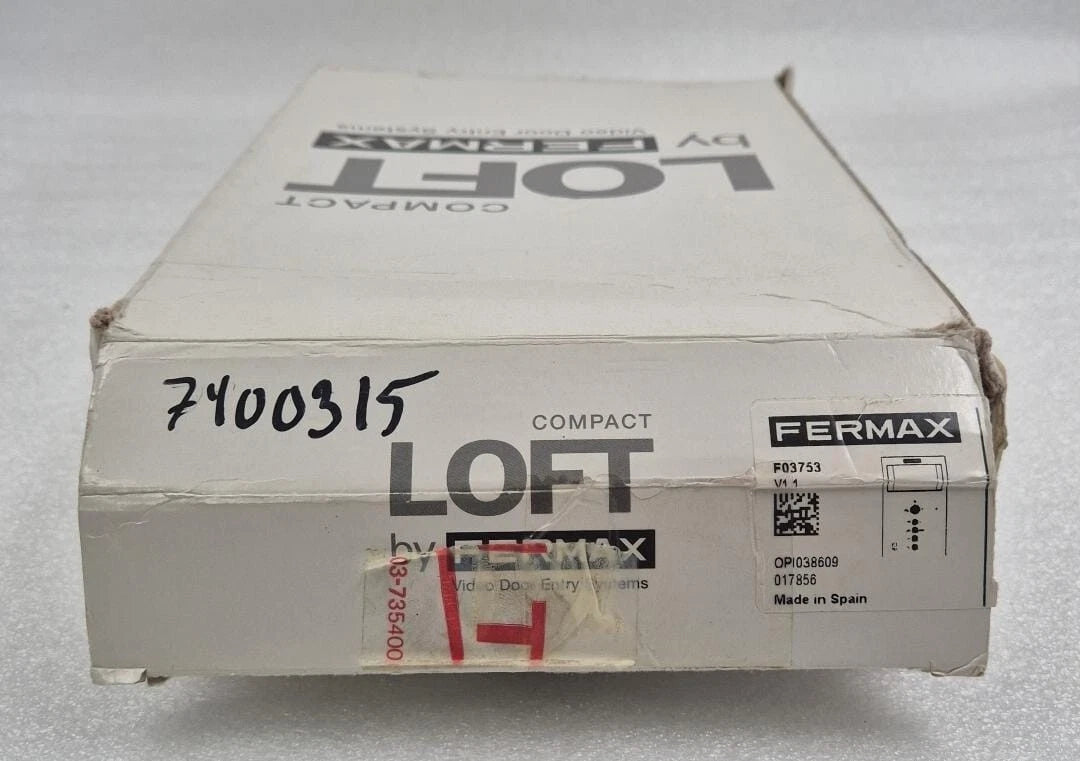 by FERMAX
Video Door Entry Systems
LOFT
COMPACT
7400315
COMPACT
LOFT
by FERMAX
Video Door Entry Systems
03-735400
FERMAX
F03753
V1.1
OPI038609
017856
Made in Spain